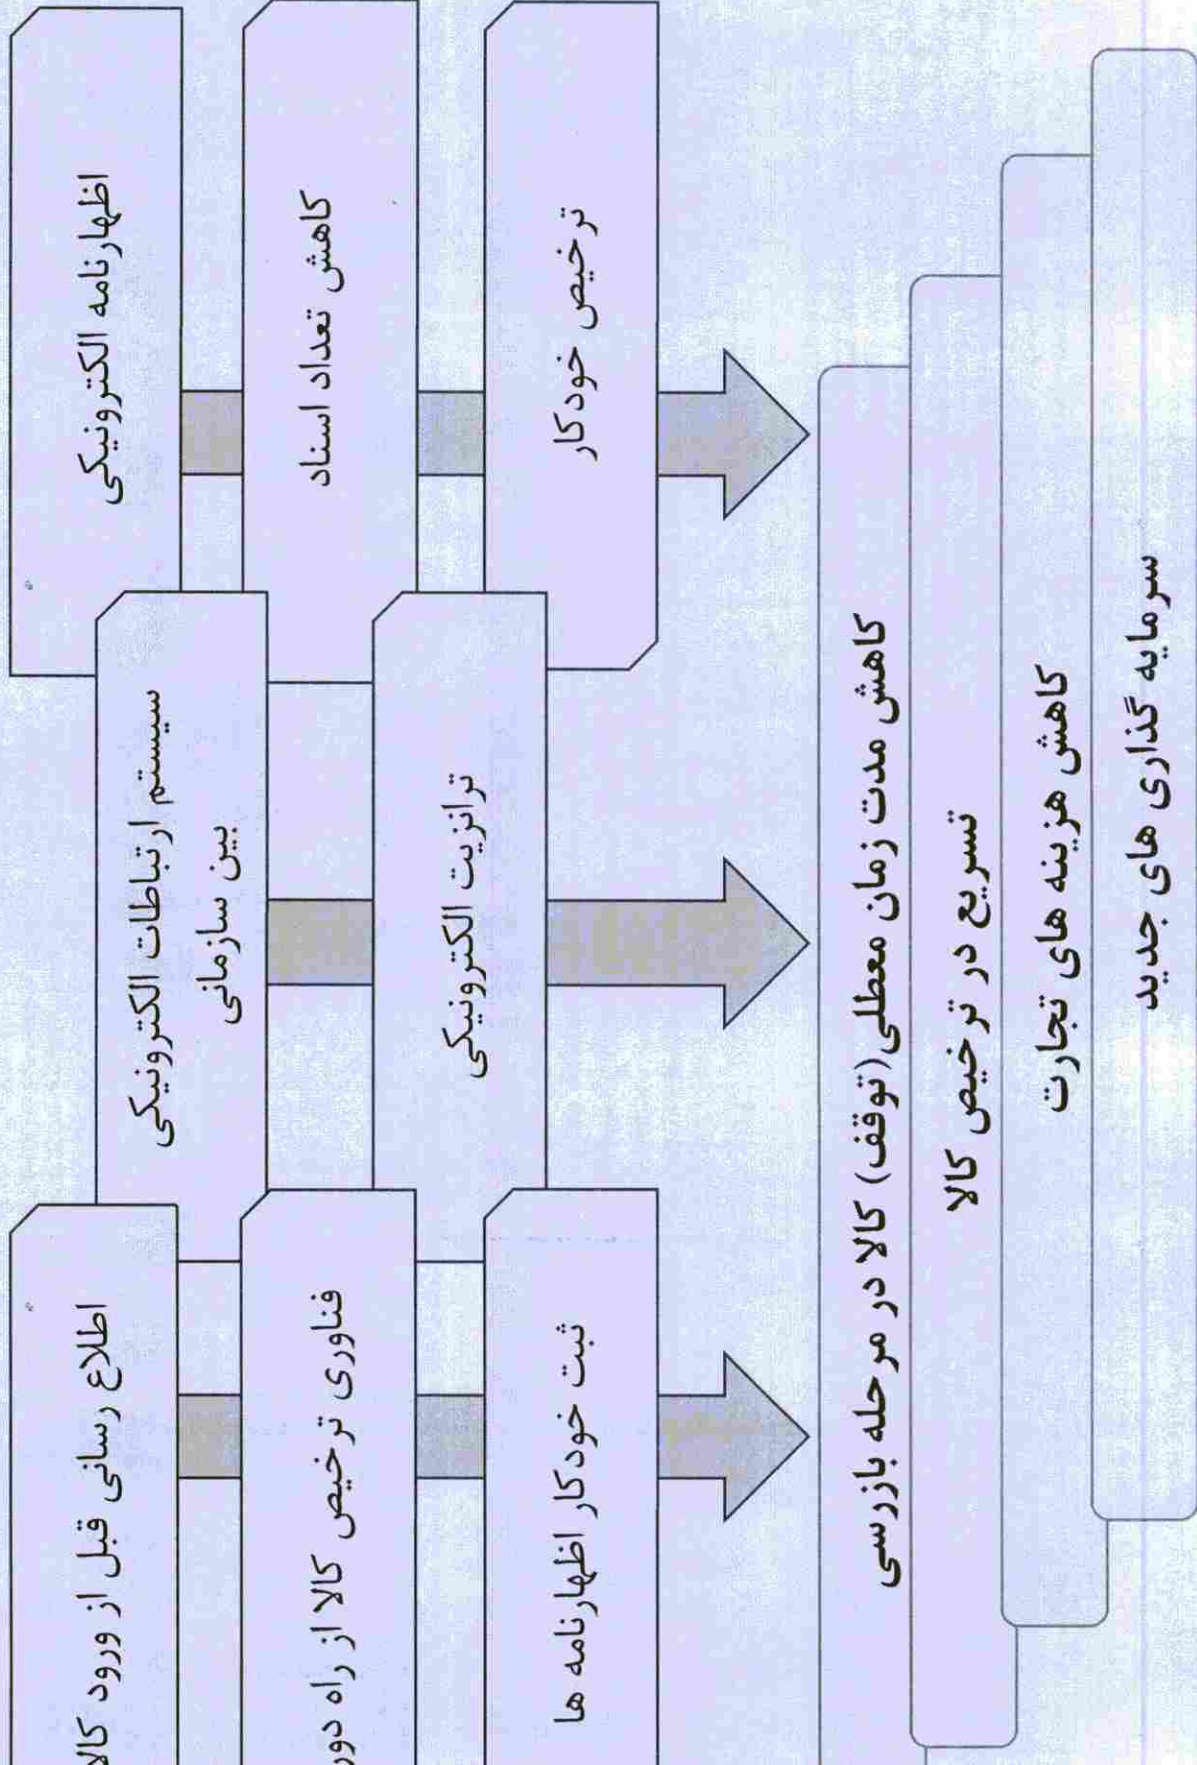 اظهارنامه الکترونیکی
سیستم ارتباطات الکترونیکی
بین سازمانی
اطلاع رسانی قبل از ورود کالا
کاهش تعداد اسناد
فناوری ترخیص کالا از راه دور
ترانزیت الکترونیکی
ترخیص خودکار
ثبت خودکار اظهارنامه ها
کاهش مدت زمان معطلی(توقف) کالا در مرحله بازرسی
تسریع در ترخیص کالا
کاهش هزینه های تجارت
سرمایه گذاری های جدید